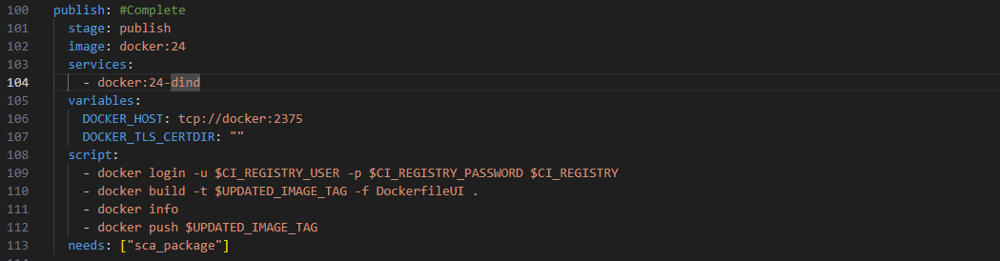 100 publish: #Complete
101 stage: publish
102 image: docker:24
103 services:
104 - docker:24-dind
105 variables:
106 DOCKER_HOST: tcp://docker:2375
107 DOCKER_TLS_CERTDIR: ""
108 script:
109 - docker login -u $CI_REGISTRY_USER -p $CI_REGISTRY_PASSWORD $CI_REGISTRY
110 - docker build -t $UPDATED_IMAGE_TAG -f DockerfileUI .
111 - docker info
112 - docker push $UPDATED_IMAGE_TAG
113 needs: ["sca_package"]